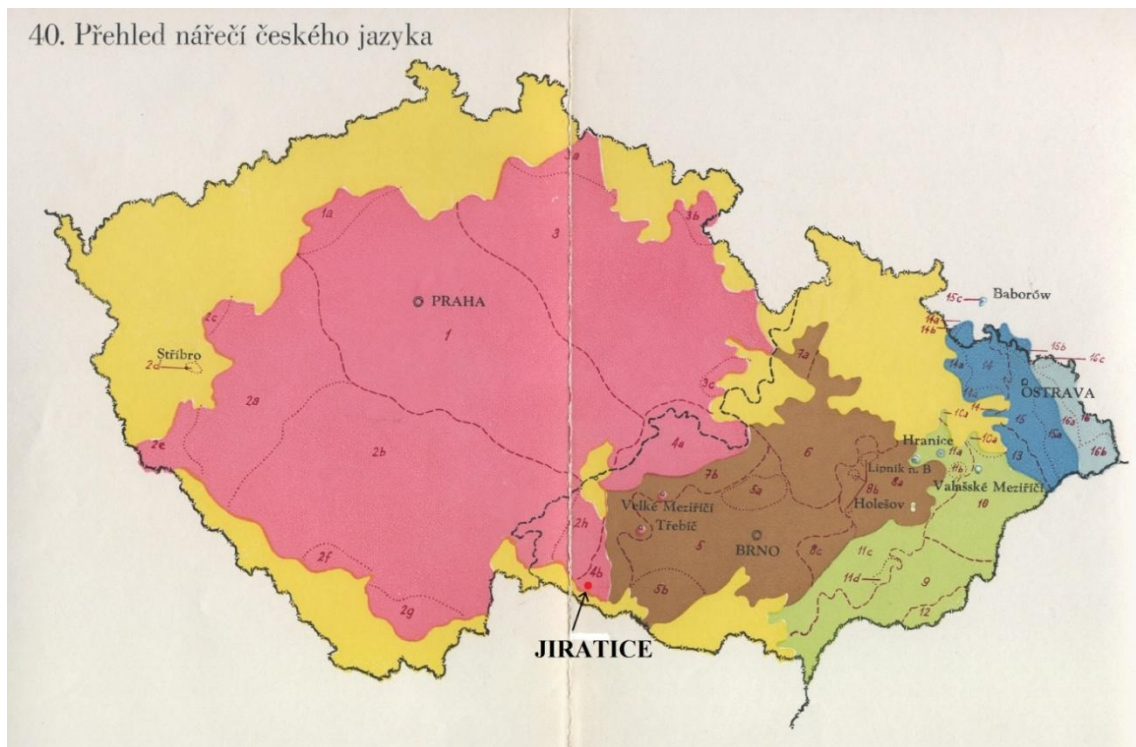 40. Přehled nářečí českého jazyka
3a
1a
3b
3
PRAHA
15c
Baborów
2c
1
14a
14b
15b
16c
Stříbro
2d
7a
14a
14
OSTRAVA
3c
2a
10a
14
15
16a
16
2e
2b
4a
Hranice
11a
10a
15a
16b
6
7b
Lipník n. B
8a
11b
13
Velké Meziříčí
5a
8b
Valašské Meziříčí
Třebíč
Holešov
10
2h
5
BRNO
8c
11c
2f
4b
5b
11d
9
2g
12
JIRATICE